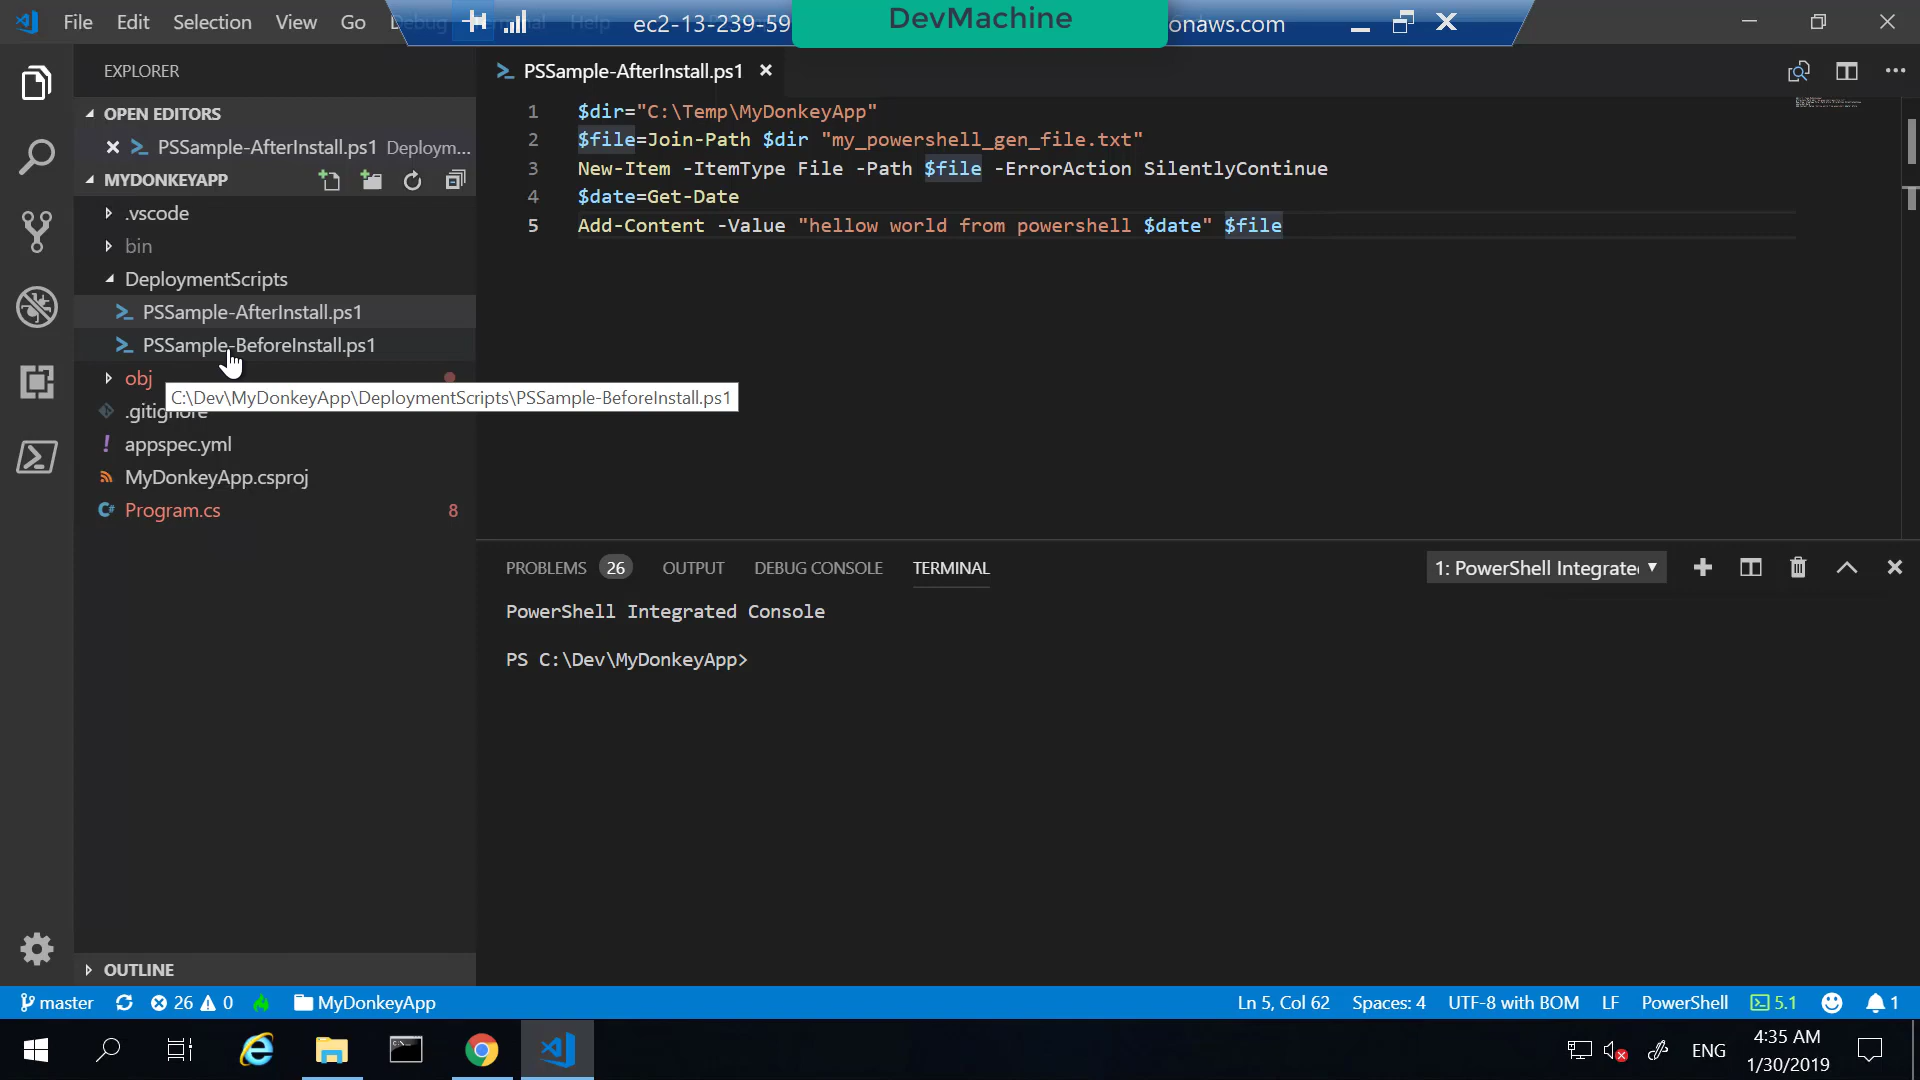 File Edit Selection View Go
ec2-13-239-59
DevMachine
onaws.com
EXPLORER
OPEN EDITORS
PSSample-AfterInstall.ps1 Deploym...
MYDONKEYAPP
.vscode
bin
DeploymentScripts
PSSample-AfterInstall.ps1
PSSample-BeforeInstall.ps1
obj
C:\Dev\MyDonkeyApp\DeploymentScripts\PSSample-BeforeInstall.ps1
.gitignore
appspec.yml
MyDonkeyApp.csproj
Program.cs 8
OUTLINE
PSSample-AfterInstall.ps1
1 $dir="C:\Temp\MyDonkeyApp"
2 $file=Join-Path $dir "my_powershell_gen_file.txt"
3 New-Item -ItemType File -Path $file -ErrorAction SilentlyContinue
4 $date=Get-Date
5 Add-Content -Value "hellow world from powershell $date" $file
PROBLEMS 26 OUTPUT DEBUG CONSOLE TERMINAL
1: PowerShell Integrate
PowerShell Integrated Console
PS C:\Dev\MyDonkeyApp>
master 26 0 MyDonkeyApp
Ln 5, Col 62 Spaces: 4 UTF-8 with BOM LF PowerShell 5.1 1
ENG
4:35 AM
1/30/2019